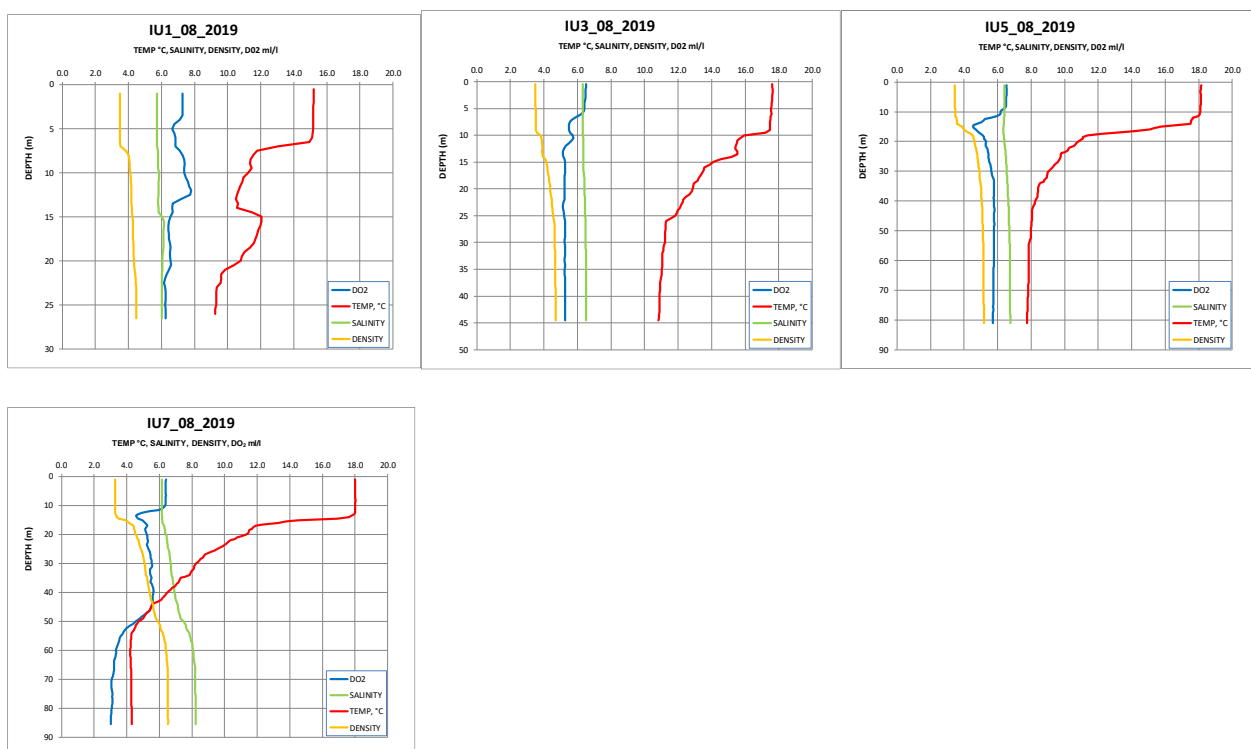 IU1_08_2019
TEMP °C, SALINITY, DENSITY, D02 ml/l
0.0 2.0 4.0 6.0 8.0 10.0 12.0 14.0 16.0 18.0 20.0
0
5
10
15
20
25
30
DEPTH (m)
DO2
TEMP, °C
SALINITY
DENSITY
IU3_08_2019
TEMP °C, SALINITY, DENSITY, D02 ml/l
0.0 2.0 4.0 6.0 8.0 10.0 12.0 14.0 16.0 18.0 20.0
0
5
10
15
20
25
30
35
40
45
50
DEPTH (m)
DO2
SALINITY
TEMP, °C
DENSITY
IU5_08_2019
TEMP °C, SALINITY, DENSITY, D02 ml/l
0.0 2.0 4.0 6.0 8.0 10.0 12.0 14.0 16.0 18.0 20.0
0
10
20
30
40
50
60
70
80
90
DEPTH (m)
DO2
SALINITY
TEMP, °C
DENSITY
IU7_08_2019
TEMP °C, SALINITY, DENSITY, DO₂ ml/l
0.0 2.0 4.0 6.0 8.0 10.0 12.0 14.0 16.0 18.0 20.0
0
10
20
30
40
50
60
70
80
90
DEPTH (m)
DO2
SALINITY
TEMP, °C
DENSITY